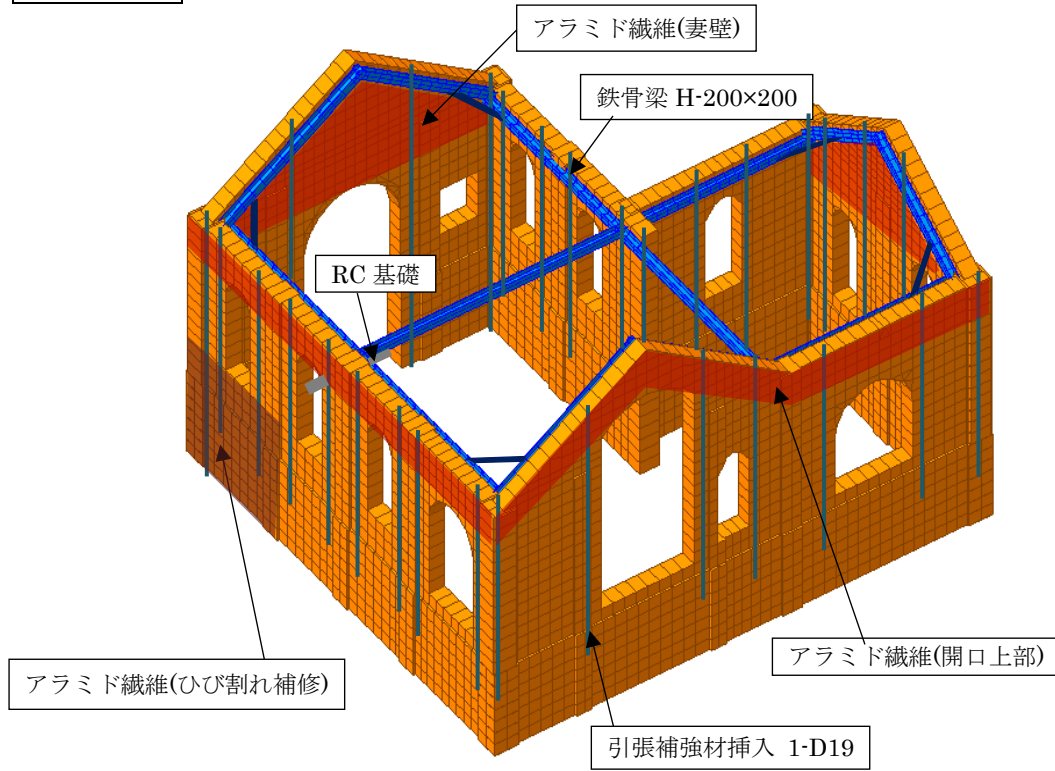 アラミド繊維(妻壁)
鉄骨梁 H-200×200
RC 基礎
アラミド繊維(開口上部)
アラミド繊維(ひび割れ補修)
引張補強材挿入 1-D19